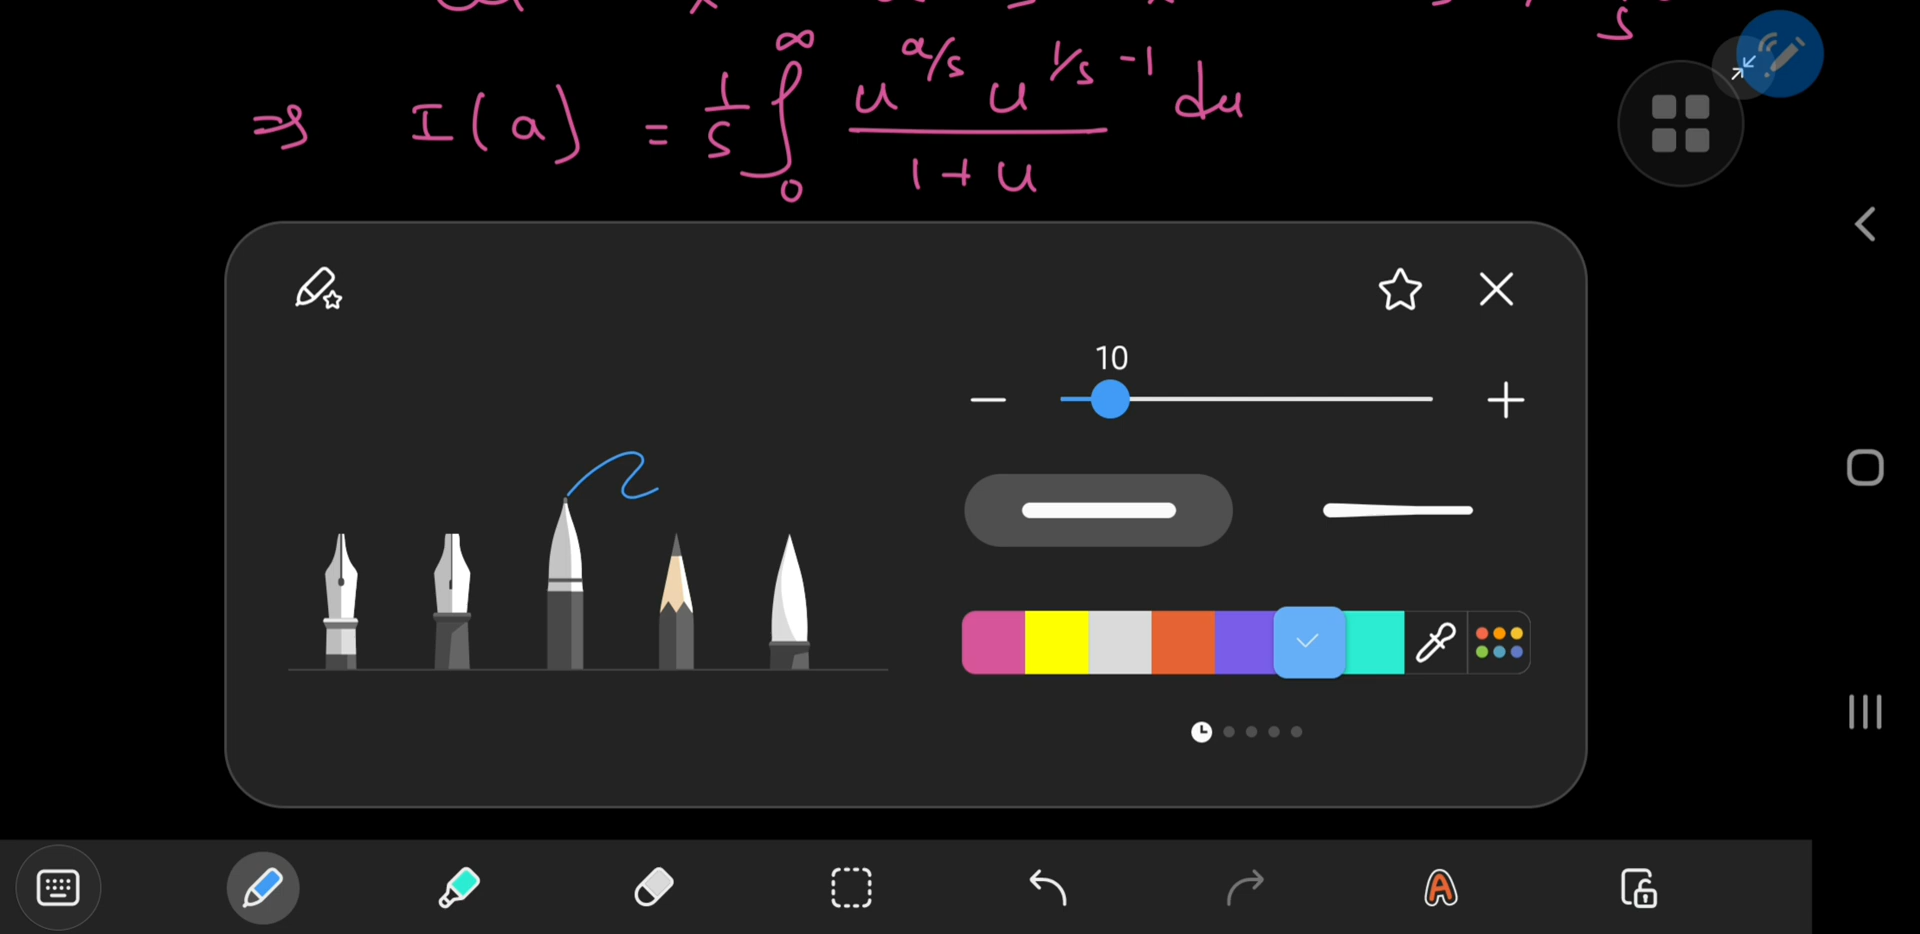 ⇒ I(a) = 1/s ∫₀^∞ u^{a/s} u^{1/s - 1} du / 1+u
10
A